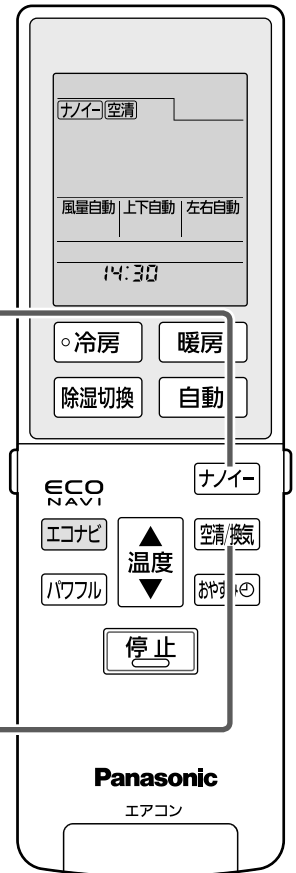 ナノイー 空清
風量自動 上下自動 左右自動
14:30
冷房 暖房
除湿切換 自動
ECO NAVI ナノイー
エコナビ ▲ 温度 ▼ 空清/換気
パワフル おやすみ
停止
Panasonic
エアコン